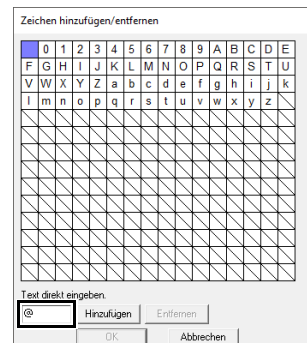 Zeichen hinzufügen/entfernen
0 1 2 3 4 5 6 7 8 9 A B C D E
F G H I J K L M N O P Q R S T U
V W X Y Z a b c d e f g h i j k
l m n o p q r s t u v w x y z
Text direkt eingeben.
@ Hinzufügen Entfernen
OK Abbrechen